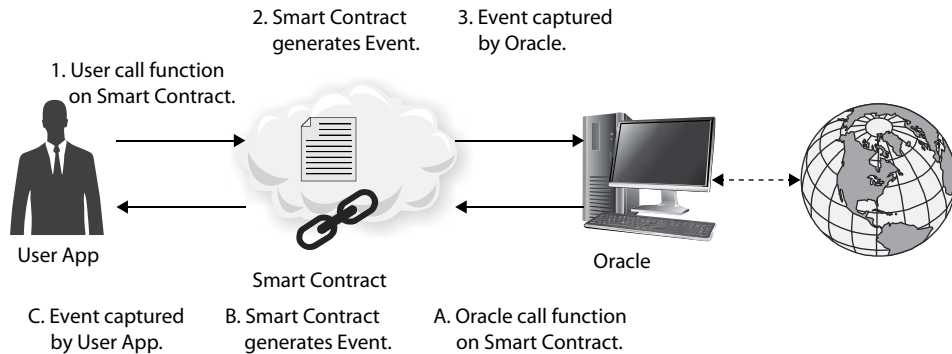 2. Smart Contract
generates Event.
3. Event captured
by Oracle.
1. User call function
on Smart Contract.
User App
Smart Contract
Oracle
C. Event captured
by User App.
B. Smart Contract
generates Event.
A. Oracle call function
on Smart Contract.